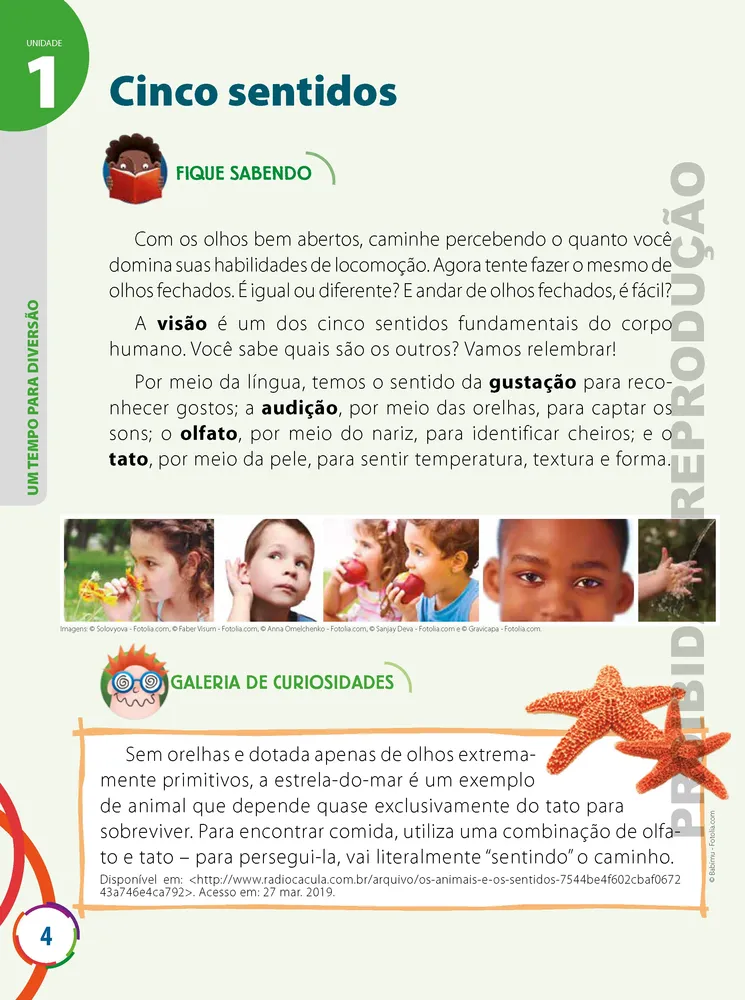 UNIDADE
1
Cinco sentidos
FIQUE SABENDO
Com os olhos bem abertos, caminhe percebendo o quanto você
domina suas habilidades de locomoção. Agora tente fazer o mesmo de
olhos fechados. É igual ou diferente? E andar de olhos fechados, é fácil?
A visão é um dos cinco sentidos fundamentais do corpo
humano. Você sabe quais são os outros? Vamos relembrar!
Por meio da língua, temos o sentido da gustação para reco-
nhecer gostos; a audição, por meio das orelhas, para captar os
sons; o olfato, por meio do nariz, para identificar cheiros; e o
tato, por meio da pele, para sentir temperatura, textura e forma.
UM TEMPO PARA DIVERSÃO
Imagens: © Solovyova - Fotolia.com, © Faber Visum - Fotolia.com, © Anna Omelchenko - Fotolia.com, © Sanjay Deva - Fotolia.com e © Gravicapa - Fotolia.com.
GALERIA DE CURIOSIDADES
Sem orelhas e dotada apenas de olhos extrema-
mente primitivos, a estrela-do-mar é um exemplo
de animal que depende quase exclusivamente do tato para
sobreviver. Para encontrar comida, utiliza uma combinação de olfa-
to e tato – para persegui-la, vai literalmente “sentindo” o caminho.
Disponível em: <http://www.radiocacula.com.br/arquivo/os-animais-e-os-sentidos-7544be4f602cbaf0672
43a746e4ca792>. Acesso em: 27 mar. 2019.
© Babimu - Fotolia.com
4
REPRODUÇÃO